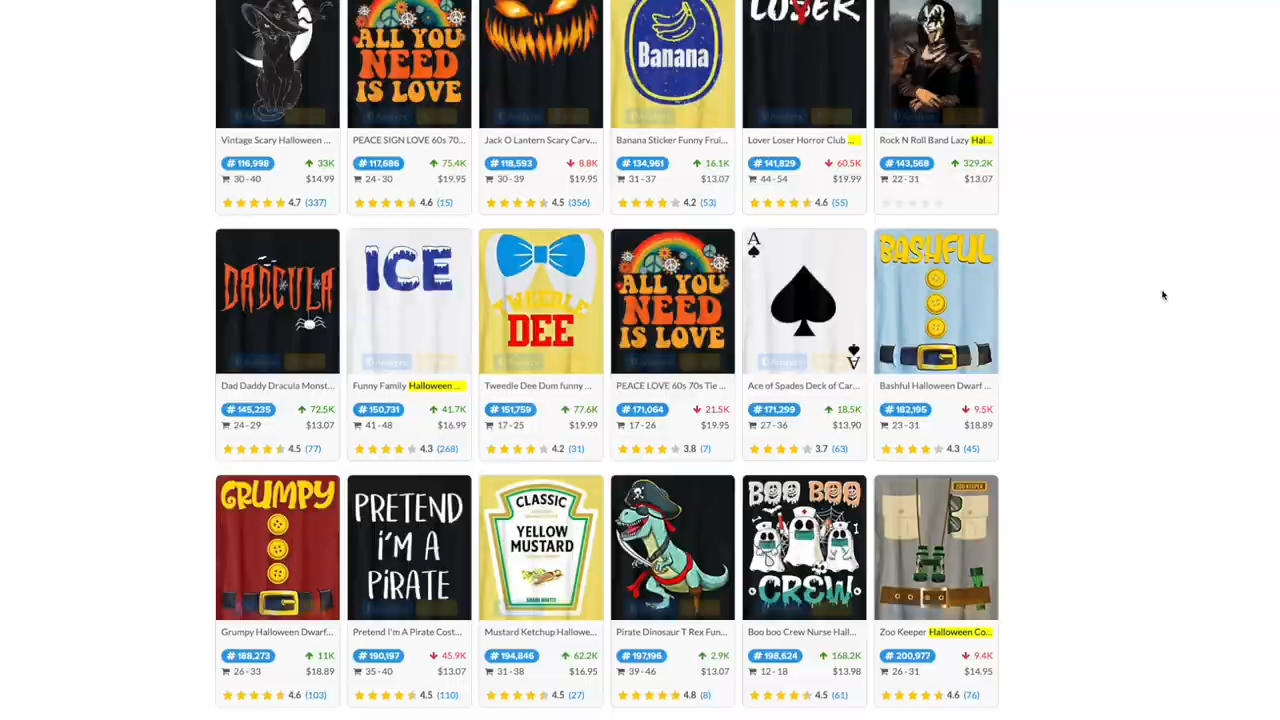 ALL YOU
NEED
IS LOVE
Banana
LOSER
Vintage Scary Halloween ...
PEACE SIGN LOVE 60s 70...
Jack O Lantern Scary Carv...
Banana Sticker Funny Frui...
Lover Loser Horror Club ...
Rock N Roll Band Lazy Hal...
# 116,998 33K
# 117,686 75.4K
# 118,593 8.8K
# 134,961 16.1K
# 141,829 60.5K
# 143,568 329.2K
30 - 40 $14.99
24 - 30 $19.95
30 - 39 $19.95
31 - 37 $13.07
44 - 54 $19.99
22 - 31 $13.07
4.7 (337)
4.6 (15)
4.5 (356)
4.2 (53)
4.6 (55)
DADCULA
ICE
TWEEDLE
DEE
ALL YOU
NEED
IS LOVE
A
A
BASHFUL
Dad Daddy Dracula Monst...
Funny Family Halloween ...
Tweedle Dee Dum funny ...
PEACE LOVE 60s 70s Tie ...
Ace of Spades Deck of Car...
Bashful Halloween Dwarf ...
# 145,235 72.5K
# 150,731 41.7K
# 151,759 77.6K
# 171,064 21.5K
# 171,299 18.5K
# 182,195 9.5K
24 - 29 $13.07
41 - 48 $16.99
17 - 25 $19.99
17 - 26 $19.95
27 - 36 $13.90
23 - 31 $18.89
4.5 (77)
4.3 (268)
4.2 (31)
3.8 (7)
3.7 (63)
4.3 (45)
GRUMPY
PRETEND
i'M A
PiRATE
CLASSIC
YELLOW
MUSTARD
BOO BOO
CREW
ZOO KEEPER
Grumpy Halloween Dwarf...
Pretend I'm A Pirate Cost...
Mustard Ketchup Hallowe...
Pirate Dinosaur T Rex Fun...
Boo boo Crew Nurse Hall...
Zoo Keeper Halloween Co...
# 188,273 11K
# 190,197 45.9K
# 194,846 62.2K
# 197,196 2.9K
# 198,624 168.2K
# 200,977 9.4K
26 - 33 $18.89
35 - 40 $13.07
31 - 38 $16.95
39 - 46 $13.07
12 - 18 $13.98
26 - 31 $14.95
4.6 (103)
4.5 (110)
4.5 (27)
4.8 (8)
4.5 (61)
4.6 (76)